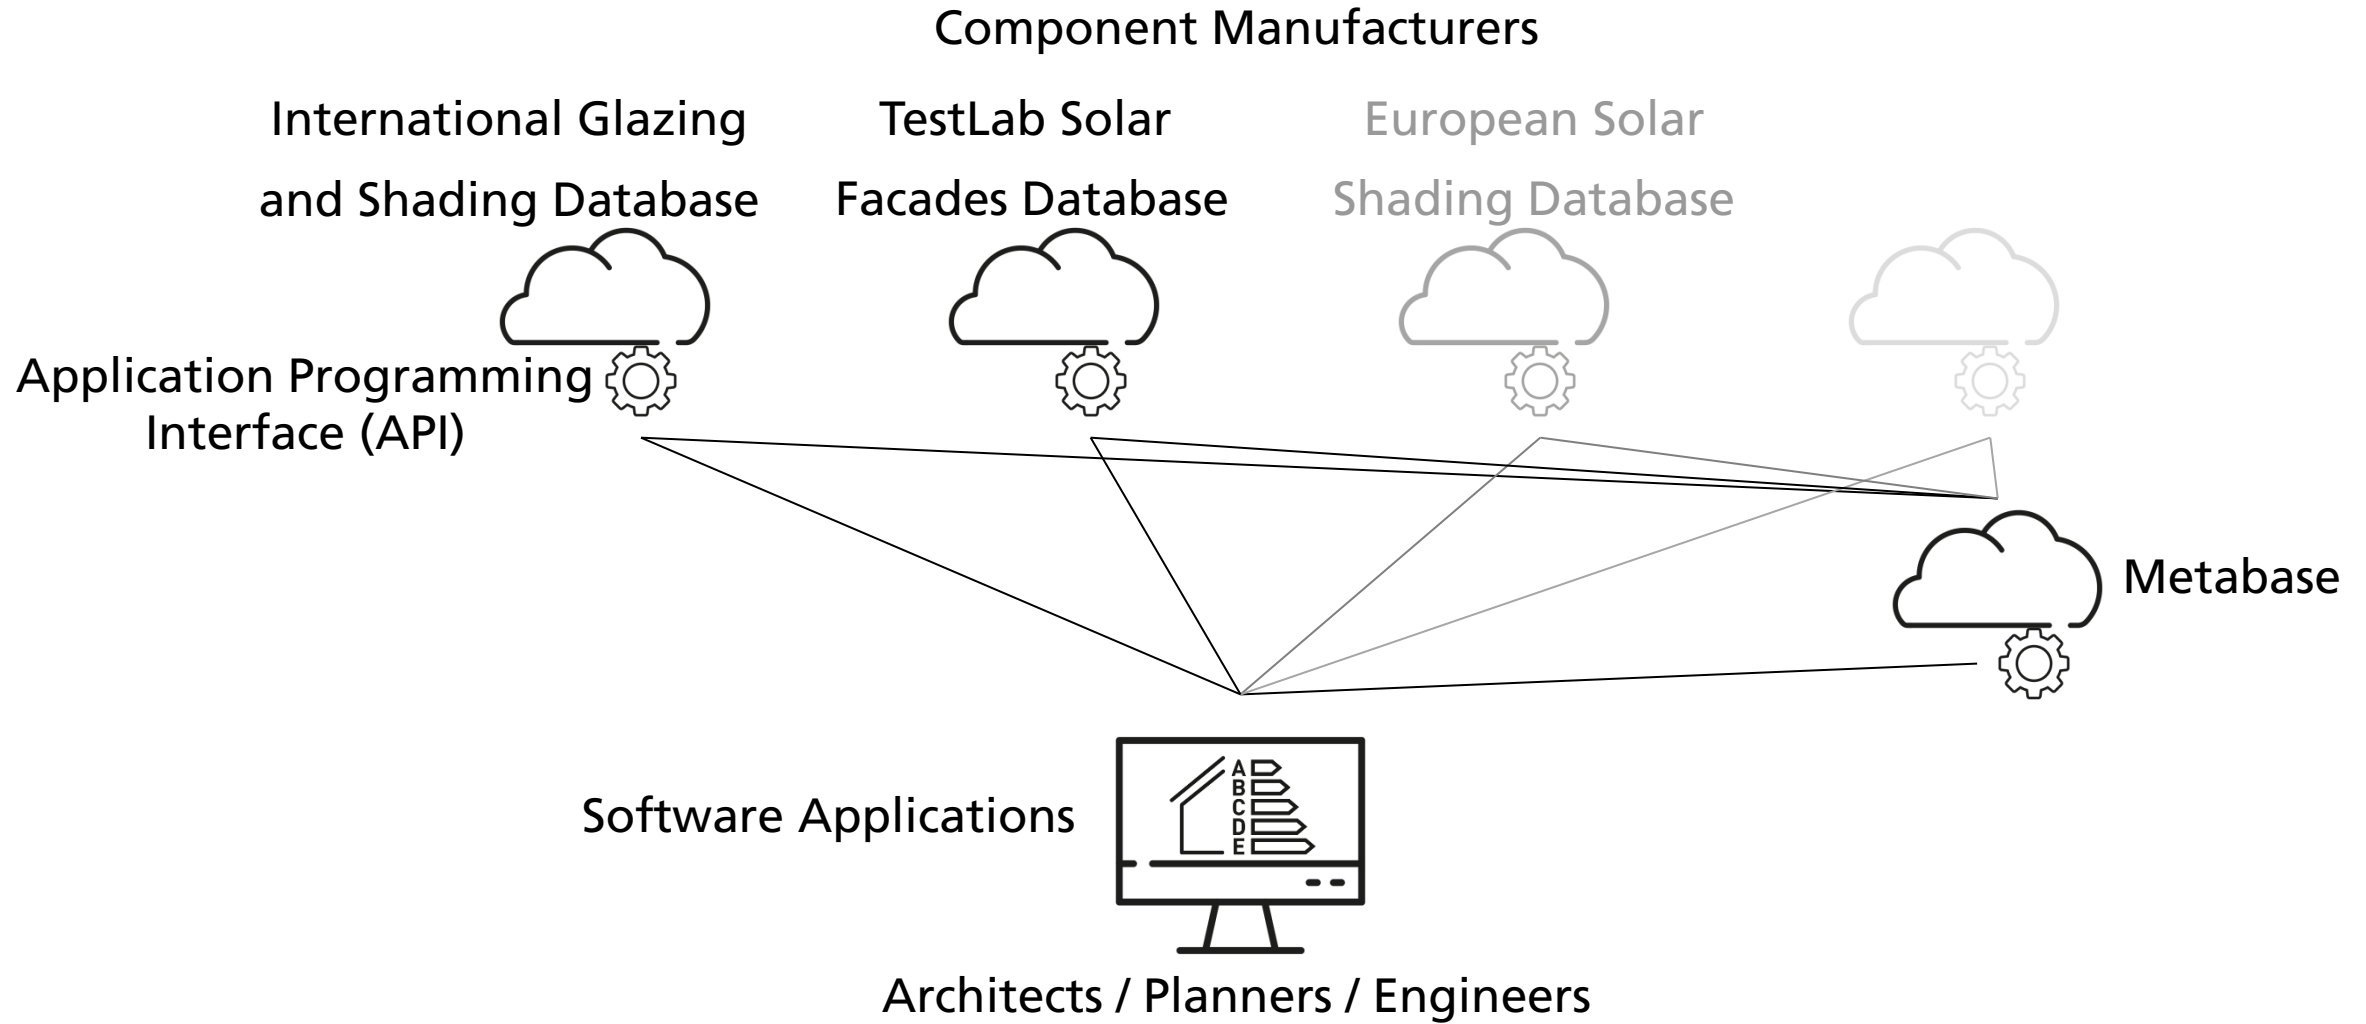 Component Manufacturers
International Glazing
and Shading Database
TestLab Solar
Facades Database
European Solar
Shading Database
Application Programming
Interface (API)
Metabase
Software Applications
A
B
C
D
E
Architects / Planners / Engineers